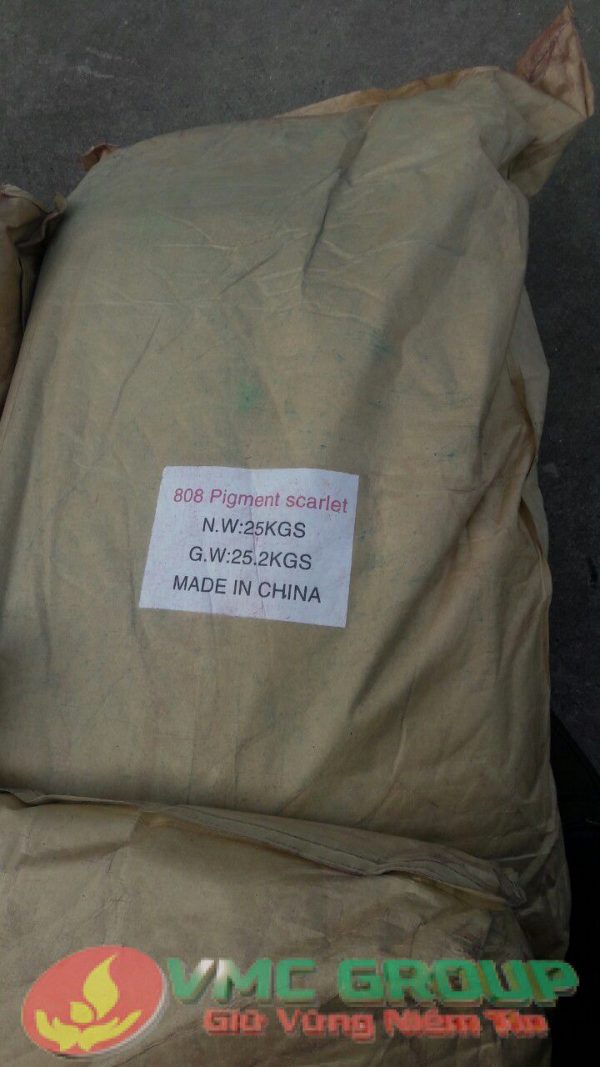 808 Pigment scarlet
N.W:25KGS
G.W:25.2KGS
MADE IN CHINA
VMC GROUP
Giữ Vững Niềm Tin